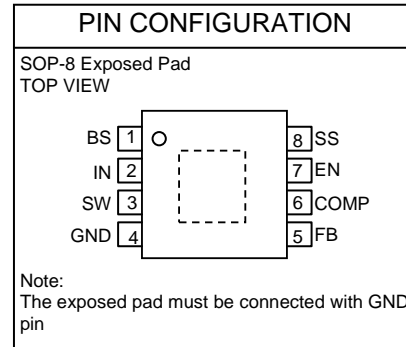 PIN CONFIGURATION
SOP-8 Exposed Pad
TOP VIEW
BS 1 8 SS
IN 2 7 EN
SW 3 6 COMP
GND 4 5 FB
Note:
The exposed pad must be connected with GND
pin